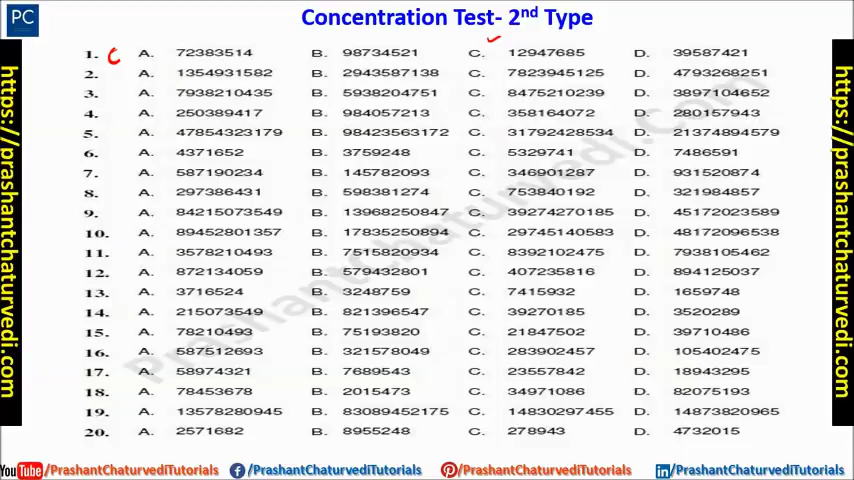 PC
Concentration Test- 2nd Type
1. C A. 72383514 B. 98734521 C. 12947685 D. 39587421
2. A. 1354931582 B. 2943587138 C. 7823945125 D. 4793268251
3. A. 7938210435 B. 5938204751 C. 8475210239 D. 3897104652
4. A. 250389417 B. 984057213 C. 358164072 D. 280157943
5. A. 47854323179 B. 98423563172 C. 31792428534 D. 21374894579
6. A. 4371652 B. 3759248 C. 5329741 D. 7486591
7. A. 587190234 B. 145782093 C. 346901287 D. 931520874
8. A. 297386431 B. 598381274 C. 753840192 D. 321984857
9. A. 84215073549 B. 13968250847 C. 39274270185 D. 45172023589
10. A. 89452801357 B. 17835250894 C. 29745140583 D. 48172096538
11. A. 3578210493 B. 7515820934 C. 8392102475 D. 7938105462
12. A. 872134059 B. 579432801 C. 407235816 D. 894125037
13. A. 3716524 B. 3248759 C. 7415932 D. 1659748
14. A. 215073549 B. 821396547 C. 39270185 D. 3520289
15. A. 78210493 B. 75193820 C. 21847502 D. 39710486
16. A. 587512693 B. 321578049 C. 283902457 D. 105402475
17. A. 58974321 B. 7689543 C. 23557842 D. 18943295
18. A. 78453678 B. 2015473 C. 34971086 D. 82075193
19. A. 13578280945 B. 83089452175 C. 14830297455 D. 14873820965
20. A. 2571682 B. 8955248 C. 278943 D. 4732015
https://prashantchaturvedi.com
https://prashantchaturvedi.com
PrashantChaturvedi.Com
YouTube /PrashantChaturvediTutorials f/PrashantChaturvediTutorials /PrashantChaturvediTutorials in/PrashantChaturvediTutorials